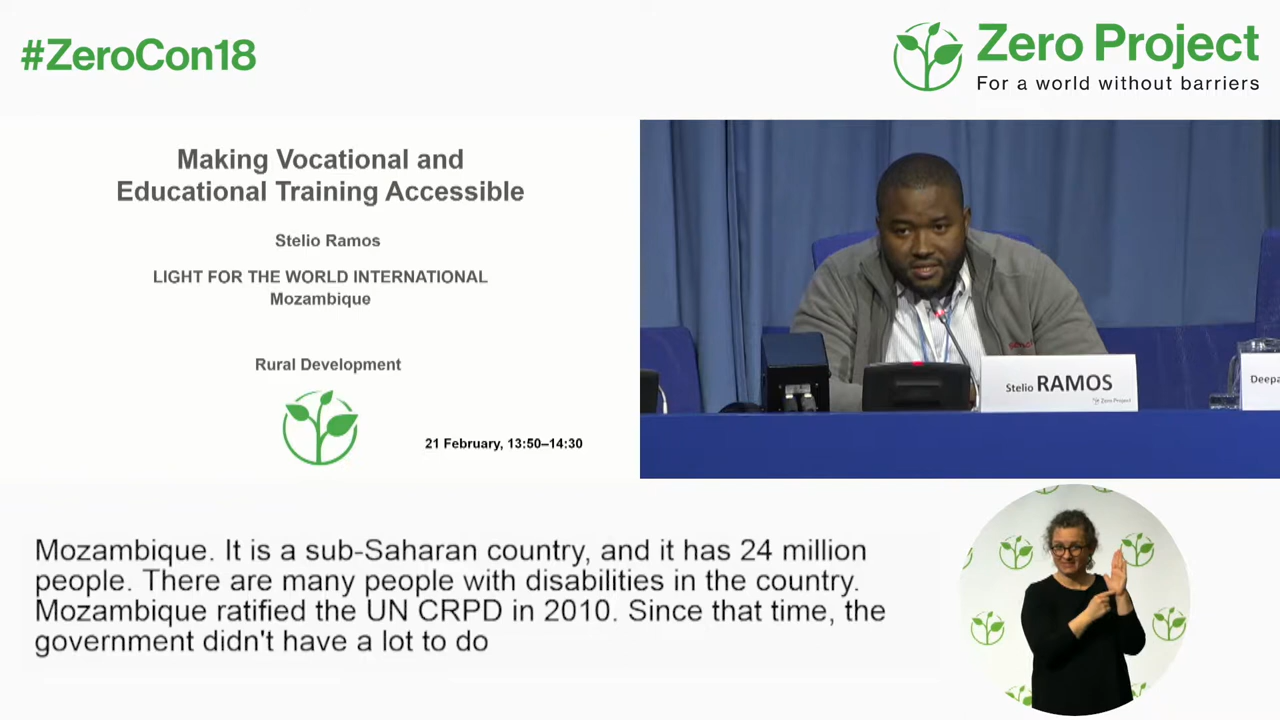 #ZeroCon18
Zero Project
For a world without barriers
Making Vocational and
Educational Training Accessible
Stelio Ramos
LIGHT FOR THE WORLD INTERNATIONAL
Mozambique
Rural Development
21 February, 13:50–14:30
Stelio RAMOS
Zero Project
Deepa
Mozambique. It is a sub-Saharan country, and it has 24 million
people. There are many people with disabilities in the country.
Mozambique ratified the UN CRPD in 2010. Since that time, the
government didn't have a lot to do